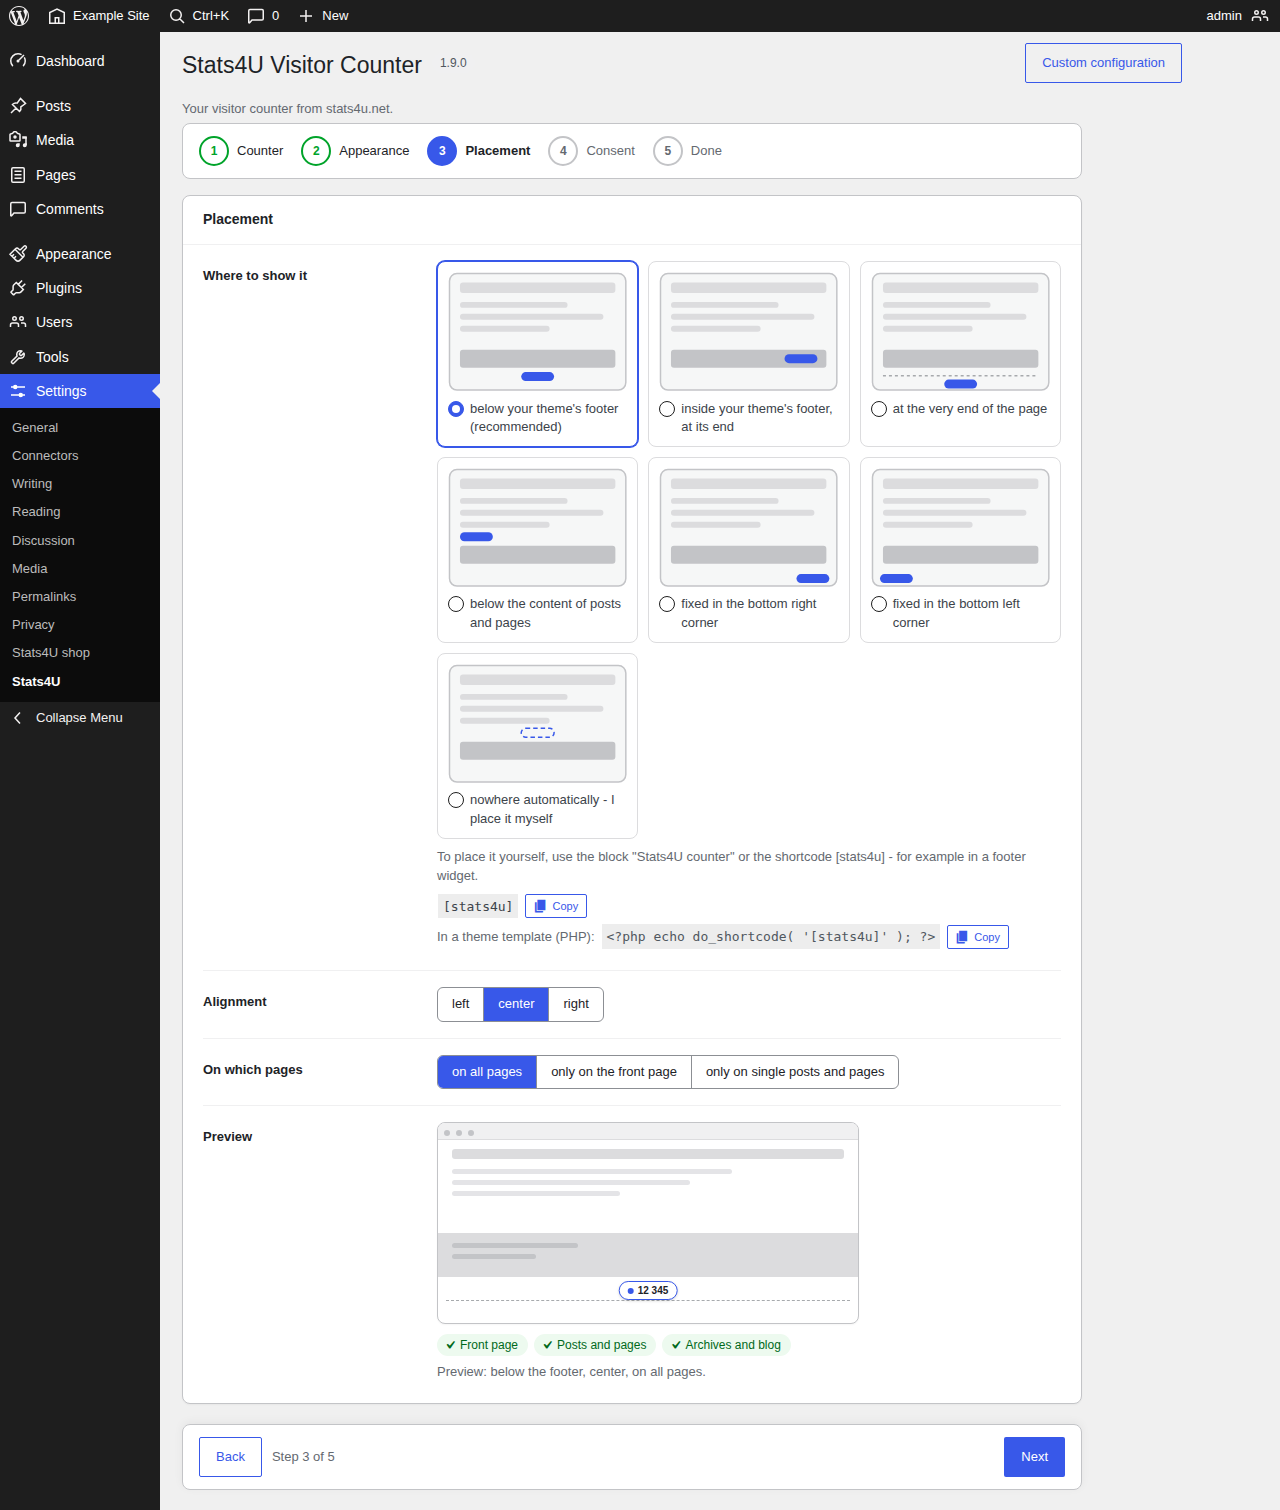 Example Site
Ctrl+K
0
New
admin
Dashboard
Posts
Media
Pages
Comments
Appearance
Plugins
Users
Tools
Settings
General
Connectors
Writing
Reading
Discussion
Media
Permalinks
Privacy
Stats4U shop
Stats4U
Collapse Menu
Stats4U Visitor Counter 1.9.0
Custom configuration
Your visitor counter from stats4u.net.
1 Counter 2 Appearance 3 Placement 4 Consent 5 Done
Placement
Where to show it
below your theme's footer
(recommended)
inside your theme's footer,
at its end
at the very end of the page
below the content of posts
and pages
fixed in the bottom right
corner
fixed in the bottom left
corner
nowhere automatically - I
place it myself
To place it yourself, use the block "Stats4U counter" or the shortcode [stats4u] - for example in a footer
widget.
[stats4u] Copy
In a theme template (PHP): <?php echo do_shortcode( '[stats4u]' ); ?> Copy
Alignment
left center right
On which pages
on all pages only on the front page only on single posts and pages
Preview
12 345
Front page Posts and pages Archives and blog
Preview: below the footer, center, on all pages.
Back Step 3 of 5 Next